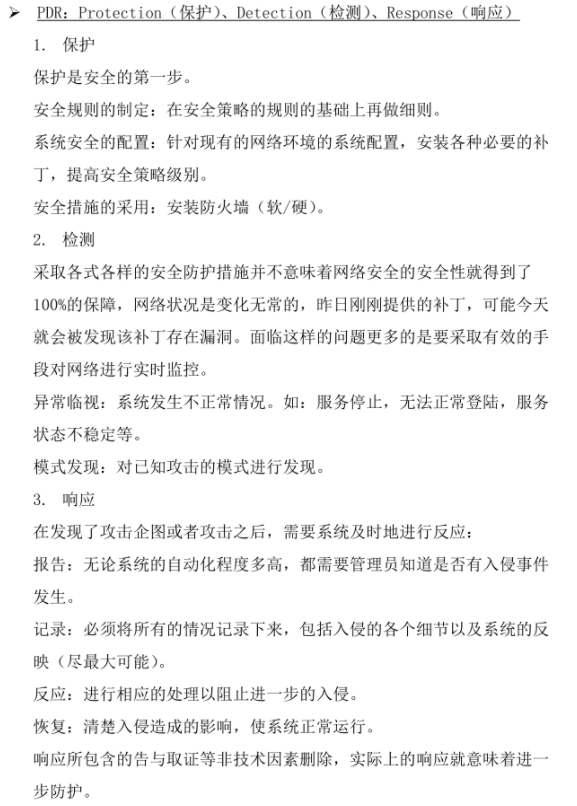 ➢ PDR：Protection（保护）、Detection（检测）、Response（响应）
1. 保护
保护是安全的第一步。
安全规则的制定：在安全策略的规则的基础上再做细则。
系统安全的配置：针对现有的网络环境的系统配置，安装各种必要的补
丁，提高安全策略级别。
安全措施的采用：安装防火墙（软/硬）。
2. 检测
采取各式各样的安全防护措施并不意味着网络安全的安全性就得到了
100%的保障，网络状况是变化无常的，昨日刚刚提供的补丁，可能今天
就会被发现该补丁存在漏洞。面临这样的问题更多的是要采取有效的手
段对网络进行实时监控。
异常临视：系统发生不正常情况。如：服务停止，无法正常登陆，服务
状态不稳定等。
模式发现：对已知攻击的模式进行发现。
3. 响应
在发现了攻击企图或者攻击之后，需要系统及时地进行反应：
报告：无论系统的自动化程度多高，都需要管理员知道是否有入侵事件
发生。
记录：必须将所有的情况记录下来，包括入侵的各个细节以及系统的反
映（尽最大可能）。
反应：进行相应的处理以阻止进一步的入侵。
恢复：清楚入侵造成的影响，使系统正常运行。
响应所包含的告与取证等非技术因素删除，实际上的响应就意味着进一
步防护。